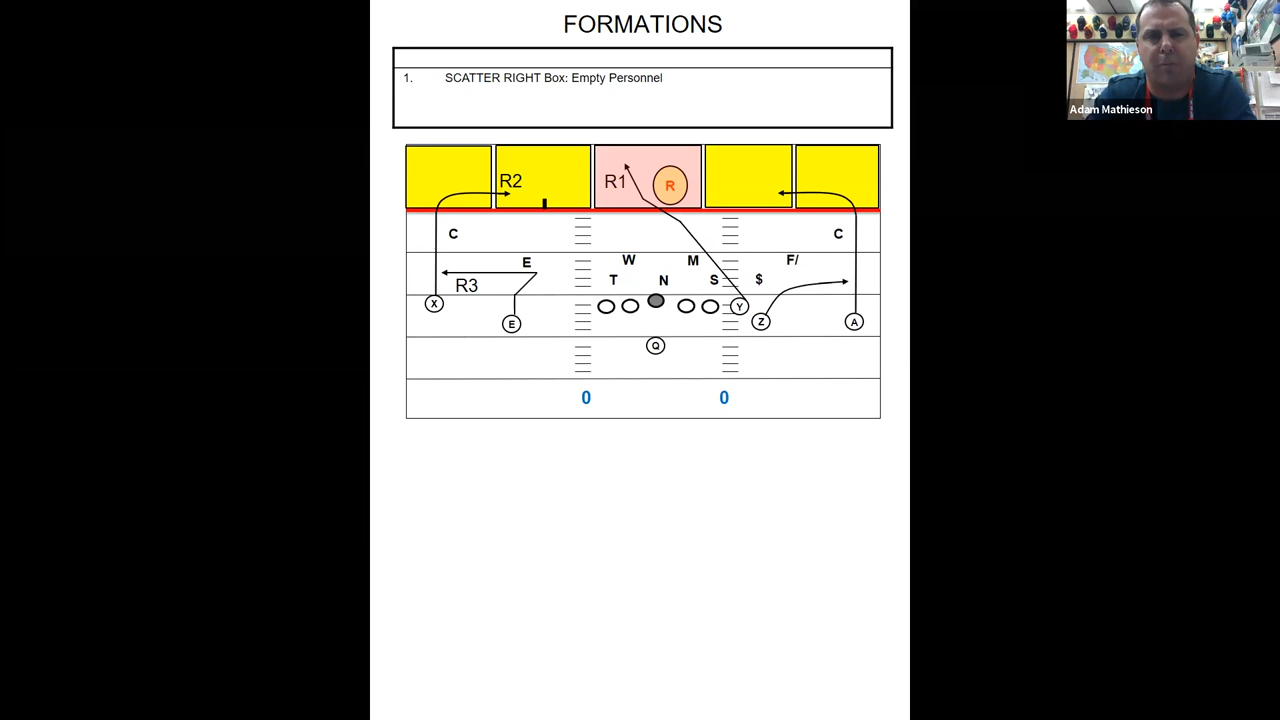 FORMATIONS
1. SCATTER RIGHT Box: Empty Personnel
Adam Mathieson
R2 R1 R
C C
E W M F/
T N S $
R3
X Y
E Z A
Q
0 0